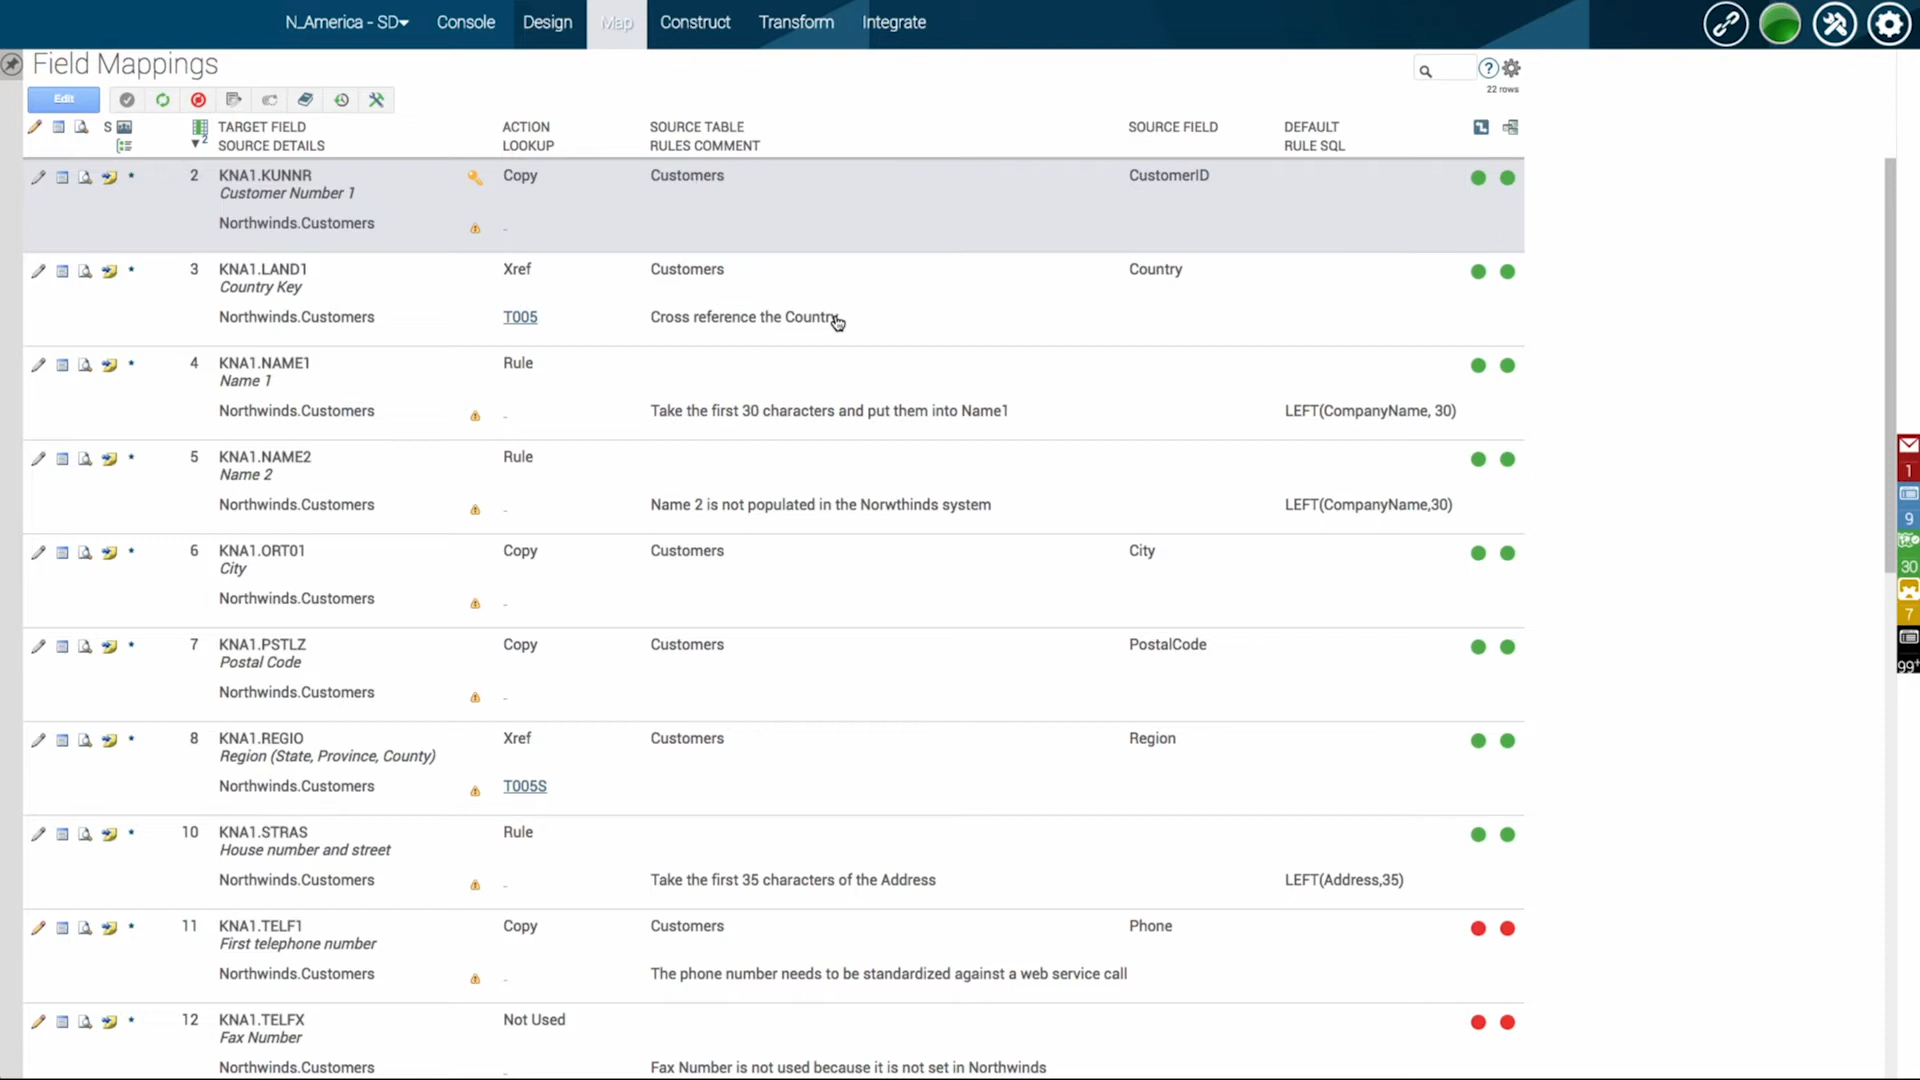 N_America - SD▾ Console Design Map Construct Transform Integrate
Field Mappings
22 rows
Edit
S TARGET FIELD ACTION SOURCE TABLE SOURCE FIELD DEFAULT
2 SOURCE DETAILS LOOKUP RULES COMMENT RULE SQL
2 KNA1.KUNNR Copy Customers CustomerID
Customer Number 1
Northwinds.Customers -
3 KNA1.LAND1 Xref Customers Country
Country Key
Northwinds.Customers T005 Cross reference the Country
4 KNA1.NAME1 Rule
Name 1
Northwinds.Customers - Take the first 30 characters and put them into Name1 LEFT(CompanyName, 30)
5 KNA1.NAME2 Rule
Name 2
Northwinds.Customers - Name 2 is not populated in the Norwthinds system LEFT(CompanyName,30)
6 KNA1.ORT01 Copy Customers City
City
Northwinds.Customers -
7 KNA1.PSTLZ Copy Customers PostalCode
Postal Code
Northwinds.Customers -
8 KNA1.REGIO Xref Customers Region
Region (State, Province, County)
Northwinds.Customers T005S
10 KNA1.STRAS Rule
House number and street
Northwinds.Customers - Take the first 35 characters of the Address LEFT(Address,35)
11 KNA1.TELF1 Copy Customers Phone
First telephone number
Northwinds.Customers - The phone number needs to be standardized against a web service call
12 KNA1.TELFX Not Used
Fax Number
Northwinds.Customers - Fax Number is not used because it is not set in Northwinds
1
9
30
7
99+